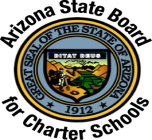 Arizona State Board
GREAT SEAL OF THE STATE OF ARIZONA
DITAT DEUS
1912
for Charter Schools